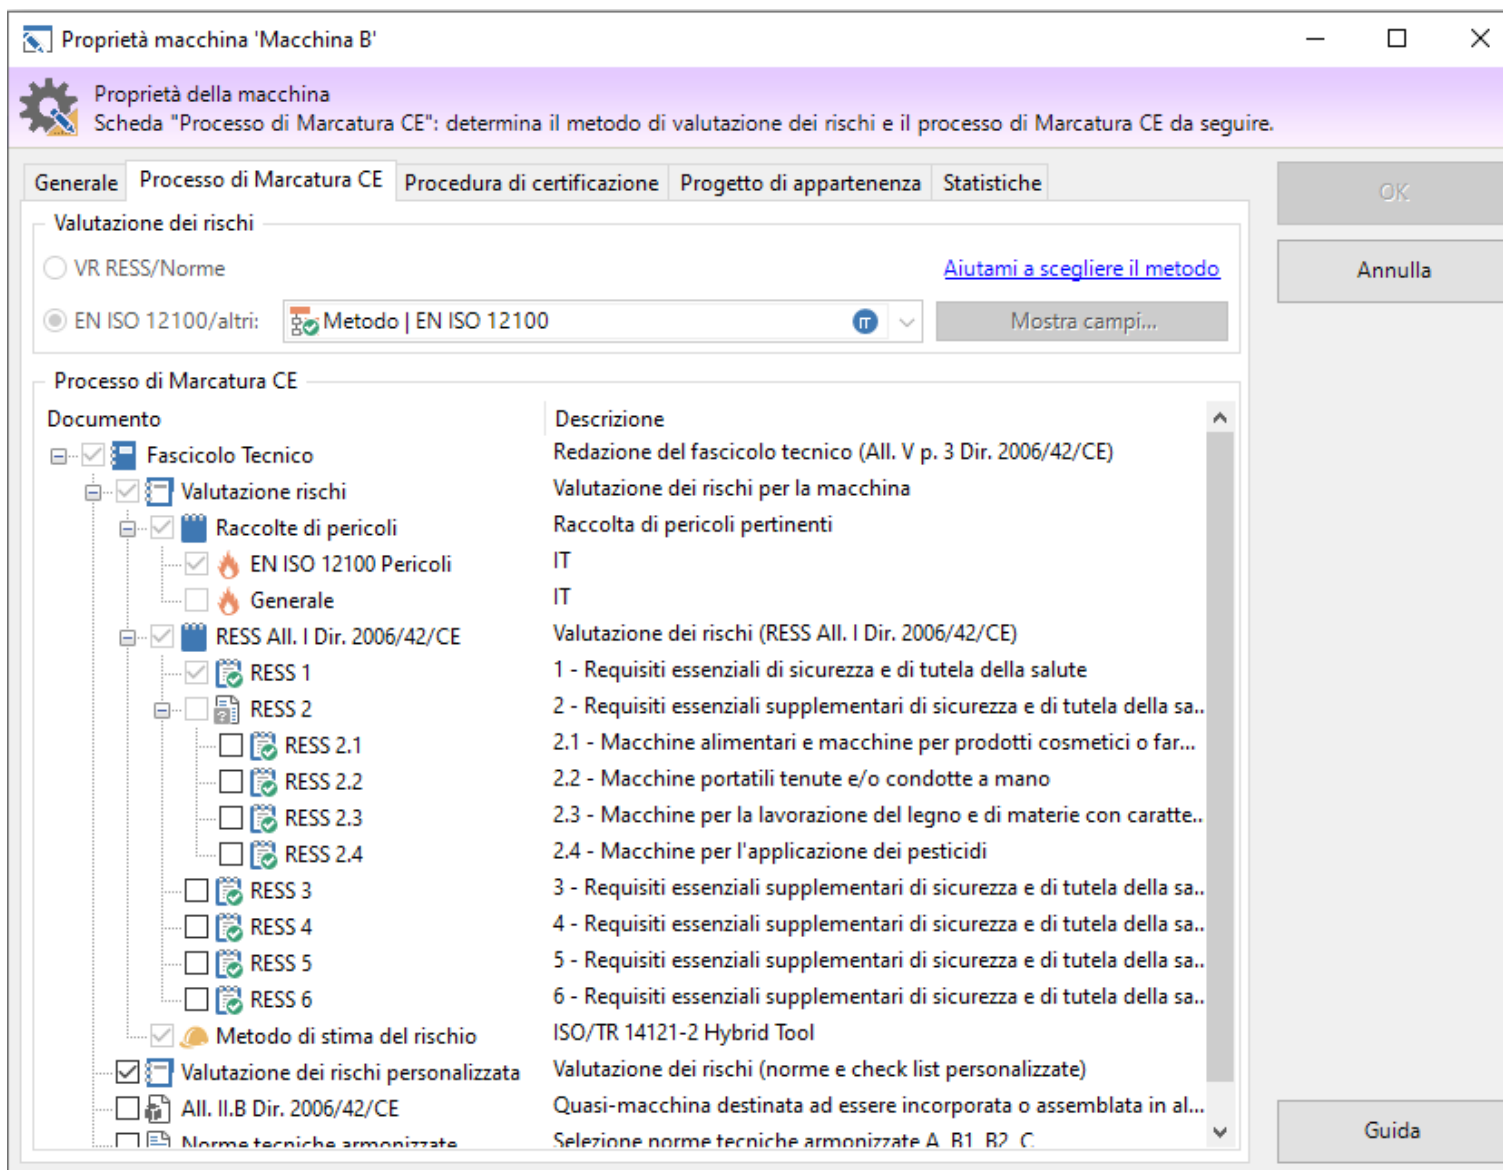 Proprietà macchina 'Macchina B'
Proprietà della macchina
Scheda "Processo di Marcatura CE": determina il metodo di valutazione dei rischi e il processo di Marcatura CE da seguire.
Generale Processo di Marcatura CE Procedura di certificazione Progetto di appartenenza Statistiche
OK
Annulla
Valutazione dei rischi
VR RESS/Norme Aiutami a scegliere il metodo
EN ISO 12100/altri: Metodo | EN ISO 12100 IT Mostra campi...
Processo di Marcatura CE
Documento Descrizione
Fascicolo Tecnico Redazione del fascicolo tecnico (All. V p. 3 Dir. 2006/42/CE)
Valutazione rischi Valutazione dei rischi per la macchina
Raccolte di pericoli Raccolta di pericoli pertinenti
EN ISO 12100 Pericoli IT
Generale IT
RESS All. I Dir. 2006/42/CE Valutazione dei rischi (RESS All. I Dir. 2006/42/CE)
RESS 1 1 - Requisiti essenziali di sicurezza e di tutela della salute
RESS 2 2 - Requisiti essenziali supplementari di sicurezza e di tutela della sa..
RESS 2.1 2.1 - Macchine alimentari e macchine per prodotti cosmetici o far...
RESS 2.2 2.2 - Macchine portatili tenute e/o condotte a mano
RESS 2.3 2.3 - Macchine per la lavorazione del legno e di materie con caratte..
RESS 2.4 2.4 - Macchine per l'applicazione dei pesticidi
RESS 3 3 - Requisiti essenziali supplementari di sicurezza e di tutela della sa..
RESS 4 4 - Requisiti essenziali supplementari di sicurezza e di tutela della sa..
RESS 5 5 - Requisiti essenziali supplementari di sicurezza e di tutela della sa..
RESS 6 6 - Requisiti essenziali supplementari di sicurezza e di tutela della sa..
Metodo di stima del rischio ISO/TR 14121-2 Hybrid Tool
Valutazione dei rischi personalizzata Valutazione dei rischi (norme e check list personalizzate)
All. II.B Dir. 2006/42/CE Quasi-macchina destinata ad essere incorporata o assemblata in al...
Norme tecniche armonizzate Selezione norme tecniche armonizzate A, B1, B2, C
Guida